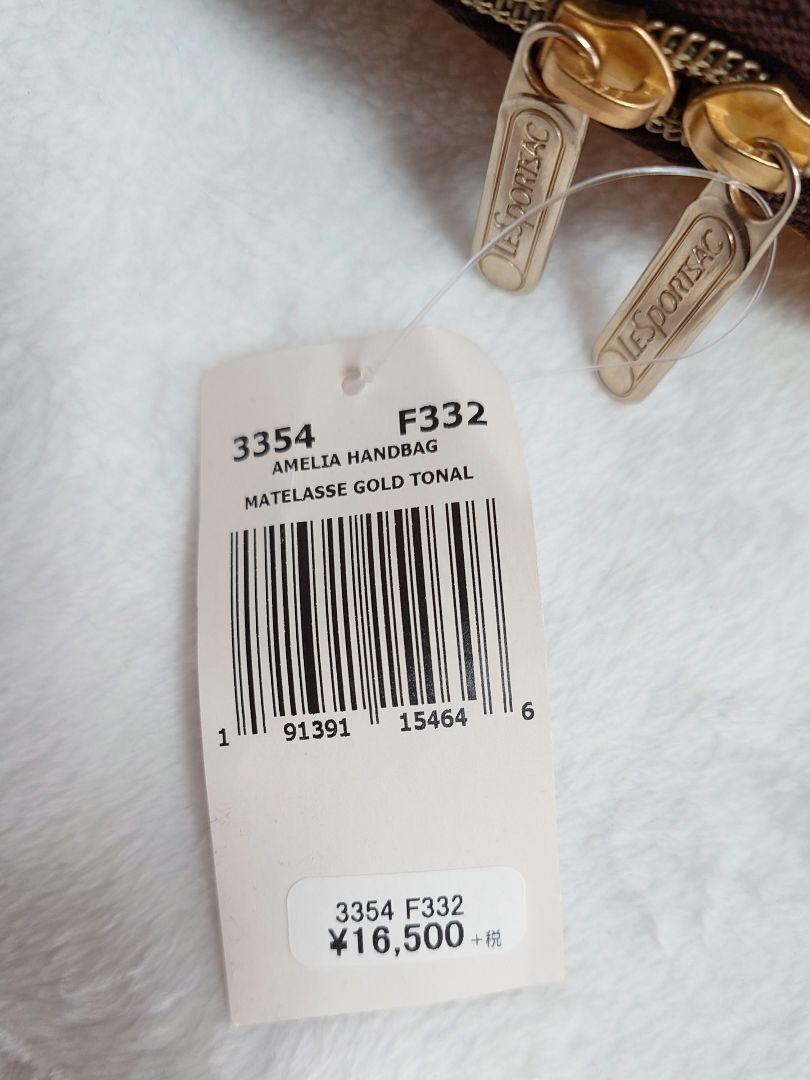 LESPORTSAC
LESPORTSAC
3354 F332
AMELIA HANDBAG
MATELASSE GOLD TONAL
1 91391 15464 6
3354 F332
¥16,500 +税